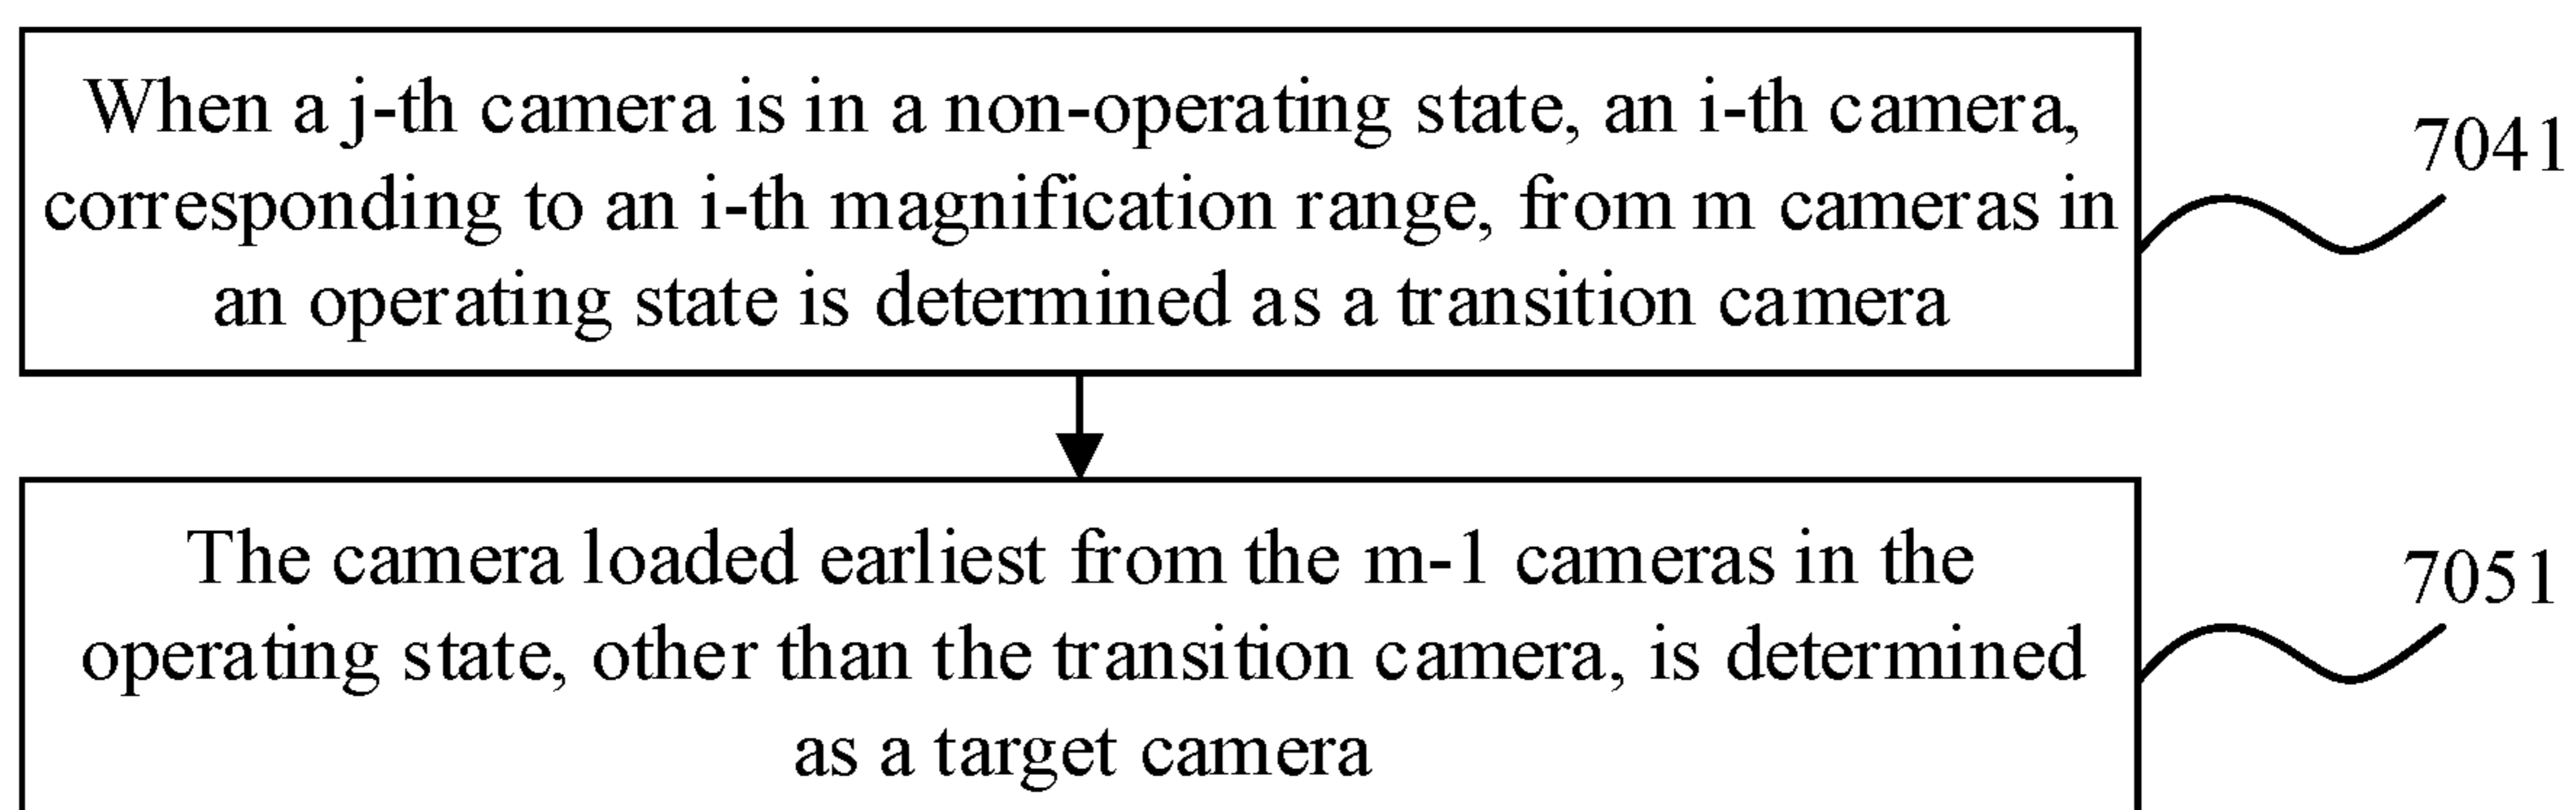 When a j-th camera is in a non-operating state, an i-th camera,
corresponding to an i-th magnification range, from m cameras in
an operating state is determined as a transition camera
7041
The camera loaded earliest from the m-1 cameras in the
operating state, other than the transition camera, is determined
as a target camera
7051